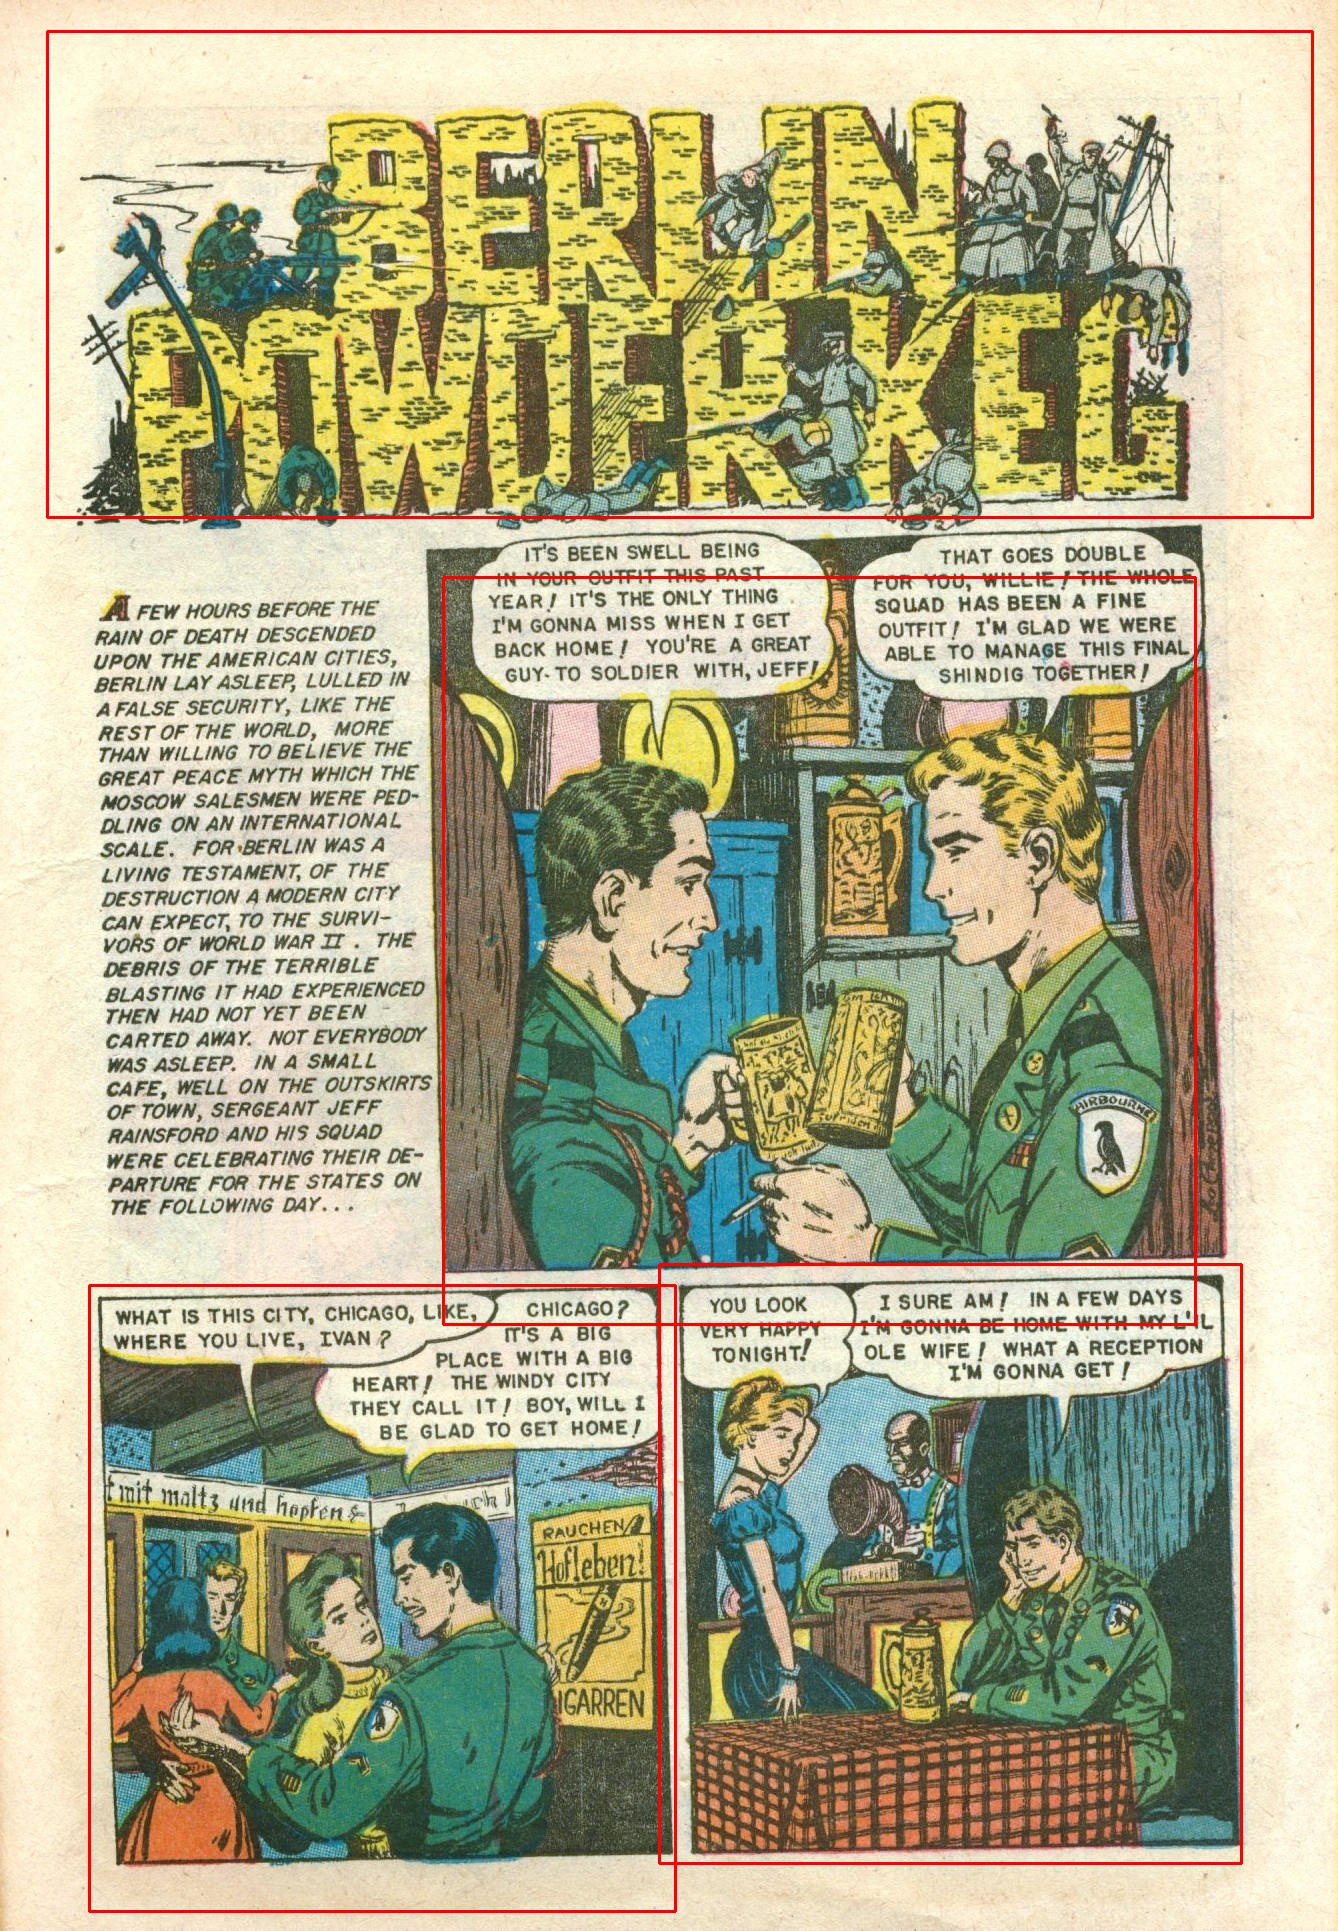 BERLIN
POWDER KEG
A FEW HOURS BEFORE THE
RAIN OF DEATH DESCENDED
UPON THE AMERICAN CITIES,
BERLIN LAY ASLEEP, LULLED IN
A FALSE SECURITY, LIKE THE
REST OF THE WORLD, MORE
THAN WILLING TO BELIEVE THE
GREAT PEACE MYTH WHICH THE
MOSCOW SALESMEN WERE PED-
DLING ON AN INTERNATIONAL
SCALE. FOR BERLIN WAS A
LIVING TESTAMENT, OF THE
DESTRUCTION A MODERN CITY
CAN EXPECT, TO THE SURVI-
VORS OF WORLD WAR II. THE
DEBRIS OF THE TERRIBLE
BLASTING IT HAD EXPERIENCED
THEN HAD NOT YET BEEN
CARTED AWAY. NOT EVERYBODY
WAS ASLEEP. IN A SMALL
CAFE, WELL ON THE OUTSKIRTS
OF TOWN, SERGEANT JEFF
RAINSFORD AND HIS SQUAD
WERE CELEBRATING THEIR DE-
PARTURE FOR THE STATES ON
THE FOLLOWING DAY...
IT'S BEEN SWELL BEING
IN YOUR OUTFIT THIS PAST
YEAR! IT'S THE ONLY THING
I'M GONNA MISS WHEN I GET
BACK HOME! YOU'RE A GREAT
GUY TO SOLDIER WITH, JEFF!
THAT GOES DOUBLE
FOR YOU, WILLIE! THE WHOLE
SQUAD HAS BEEN A FINE
OUTFIT! I'M GLAD WE WERE
ABLE TO MANAGE THIS FINAL
SHINDIG TOGETHER!
AIRBOURNE
WHAT IS THIS CITY, CHICAGO, LIKE,
WHERE YOU LIVE, IVAN?
CHICAGO?
IT'S A BIG
PLACE WITH A BIG
HEART! THE WINDY CITY
THEY CALL IT! BOY, WILL I
BE GLAD TO GET HOME!
mit maltz und hopfen
RAUCHEN
Hofleben!
IGARREN
YOU LOOK
VERY HAPPY
TONIGHT!
I SURE AM! IN A FEW DAYS
I'M GONNA BE HOME WITH MY L'IL
OLE WIFE! WHAT A RECEPTION
I'M GONNA GET!